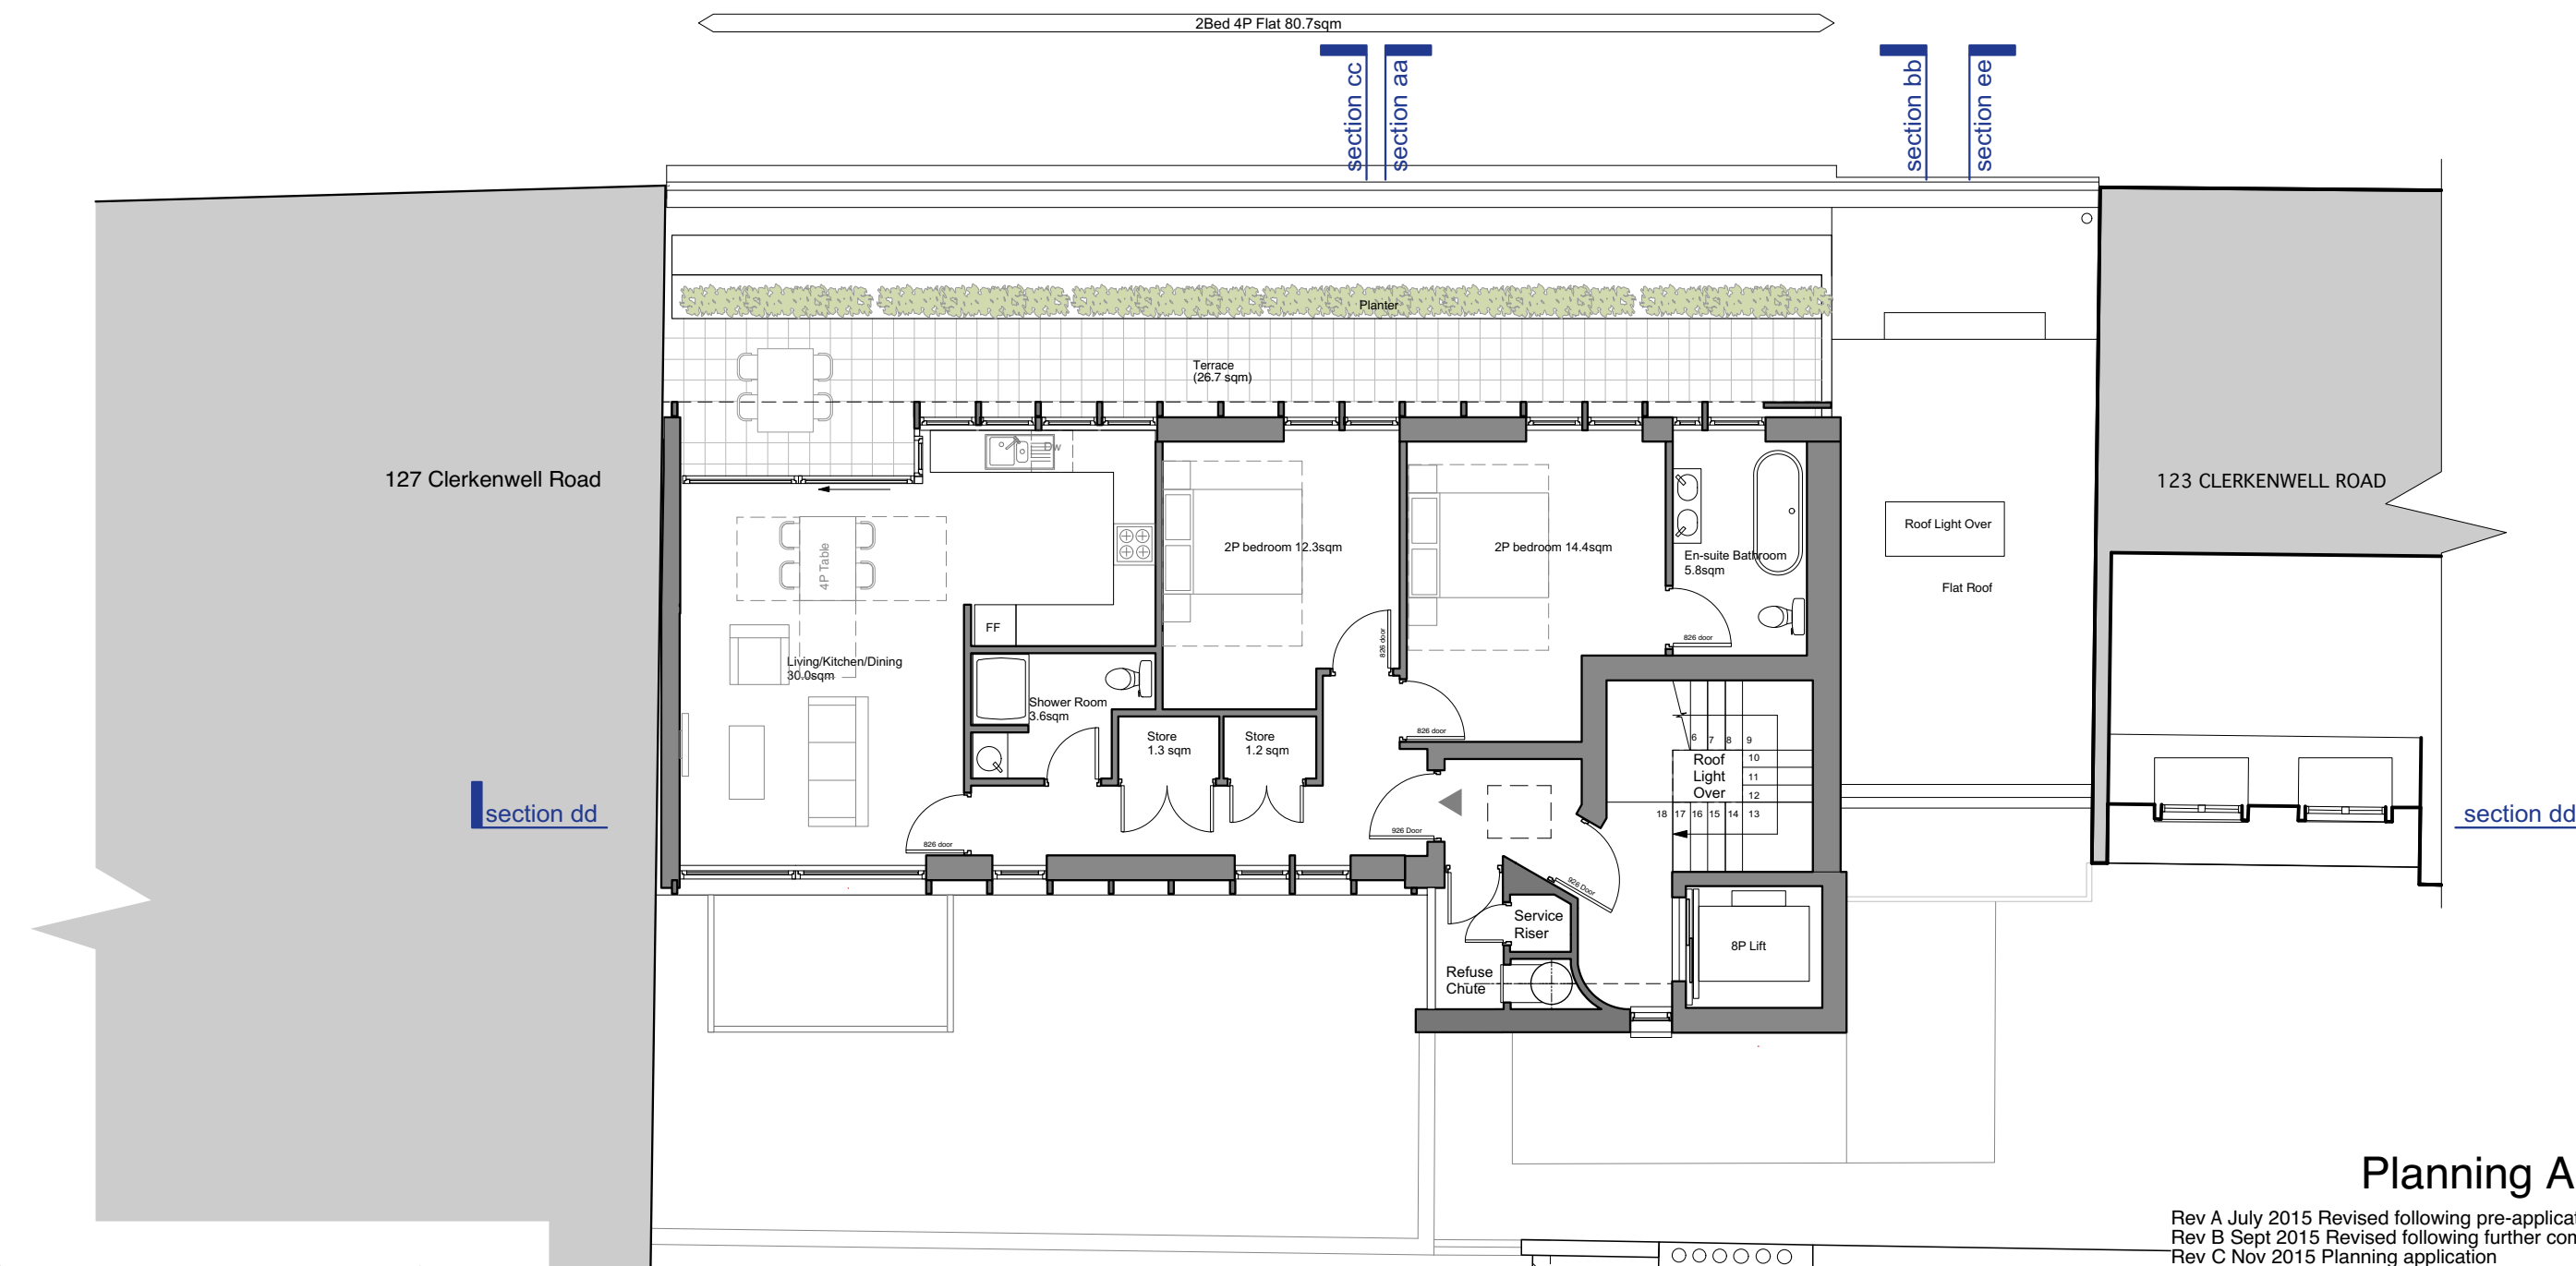 2Bed 4P Flat 80.7sqm
section cc
section aa
section bb
section ee
Planter
Terrace
(26.7 sqm)
127 Clerkenwell Road
123 CLERKENWELL ROAD
Dw
4P Table
2P bedroom 12.3sqm
2P bedroom 14.4sqm
En-suite Bathroom
5.8sqm
Roof Light Over
Flat Roof
FF
826 door
826 door
Living/Kitchen/Dining
30.0sqm
Shower Room
3.6sqm
Store
1.3 sqm
Store
1.2 sqm
826 door
6 7 8 9
Roof
Light
Over
10
11
12
18 17 16 15 14 13
section dd
section dd
926 Door
826 door
926 Door
Service
Riser
8P Lift
Refuse
Chute
Planning A
Rev A July 2015 Revised following pre-applicat
Rev B Sept 2015 Revised following further com
Rev C Nov 2015 Planning application